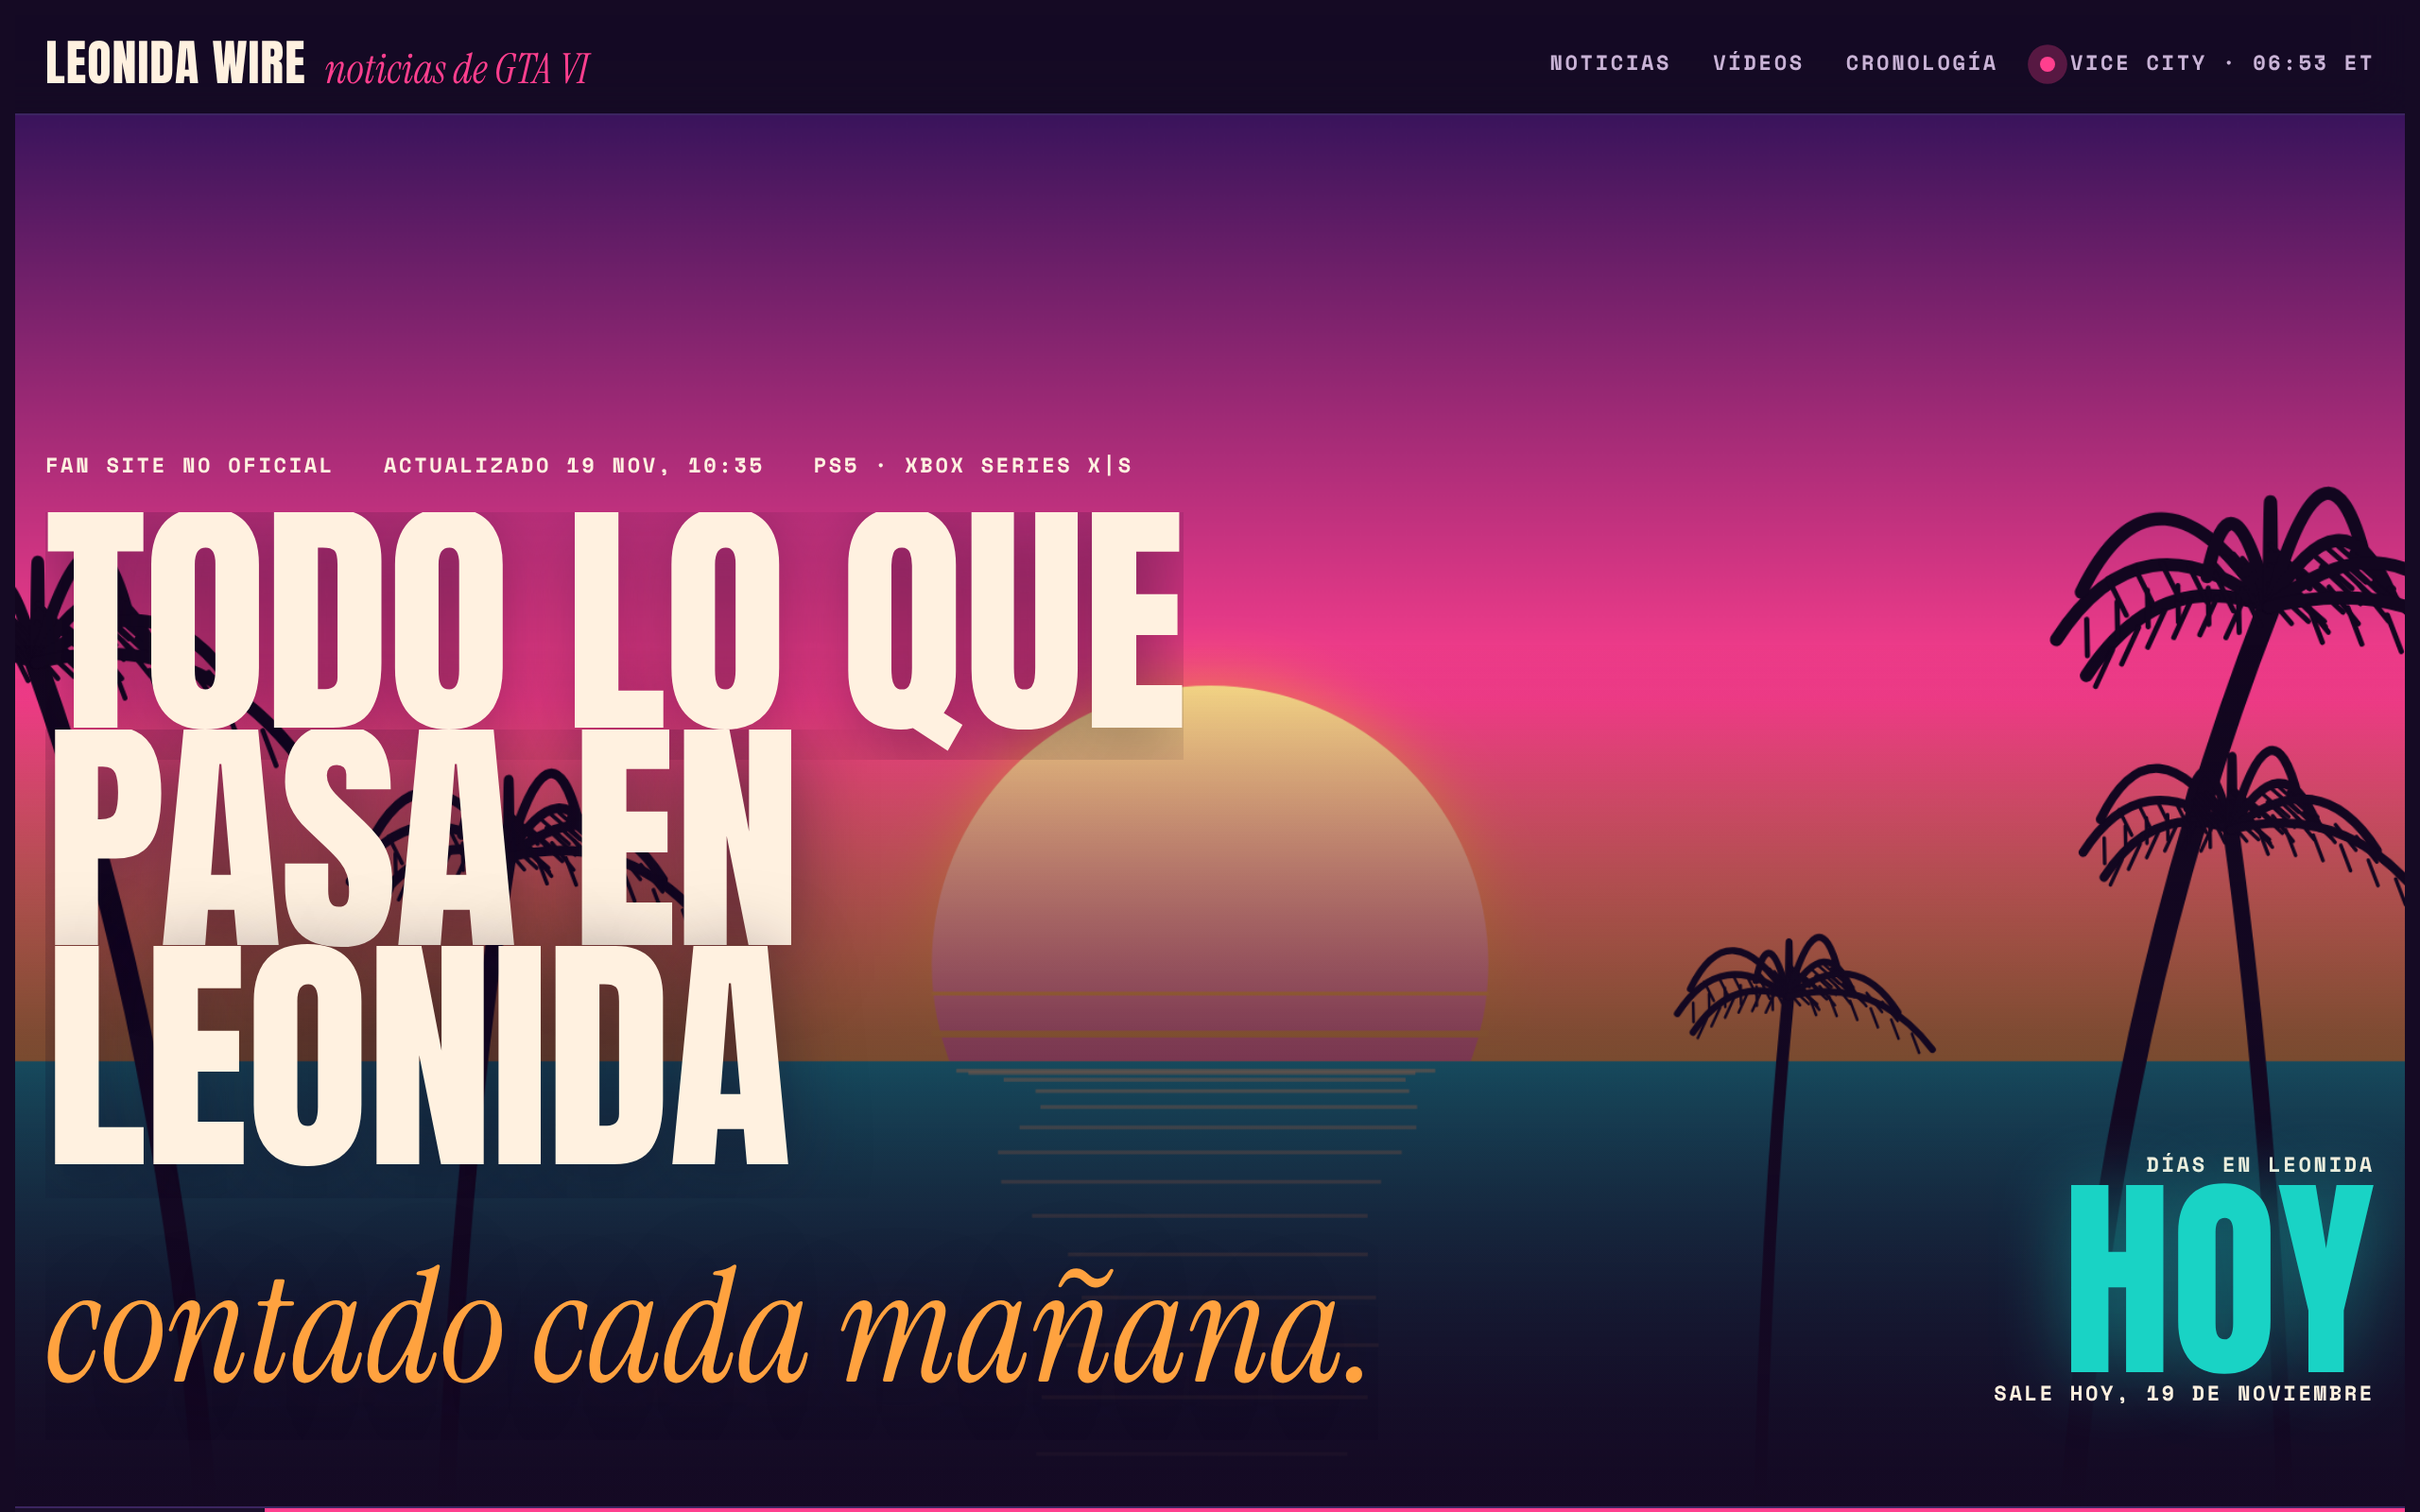 LEONIDA WIRE noticias de GTA VI
NOTICIAS VÍDEOS CRONOLOGÍA VICE CITY · 06:53 ET
FAN SITE NO OFICIAL ACTUALIZADO 19 NOV, 10:35 PS5 · XBOX SERIES X|S
TODO LO QUE
PASA EN
LEONIDA
contado cada mañana.
DÍAS EN LEONIDA
HOY
SALE HOY, 19 DE NOVIEMBRE